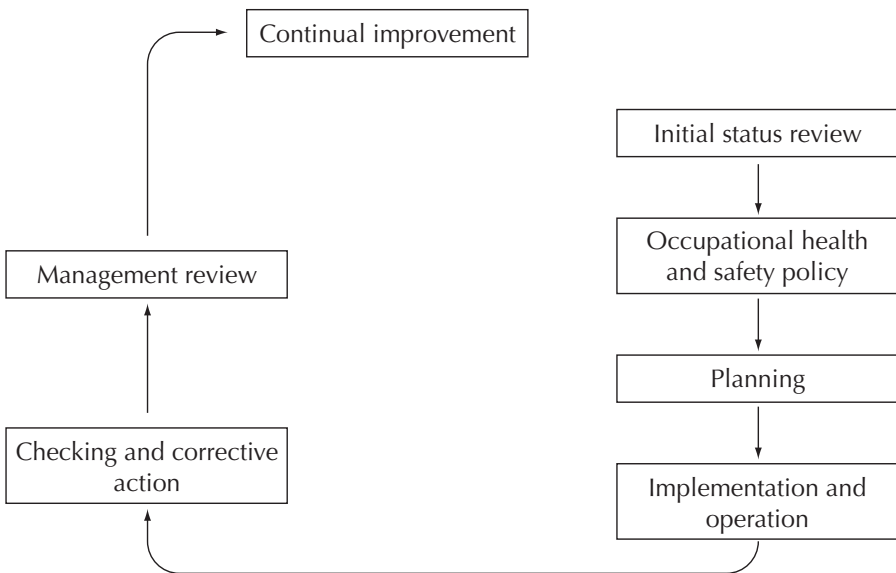 Continual improvement
Initial status review
Occupational health
and safety policy
Management review
Planning
Checking and corrective
action
Implementation and
operation